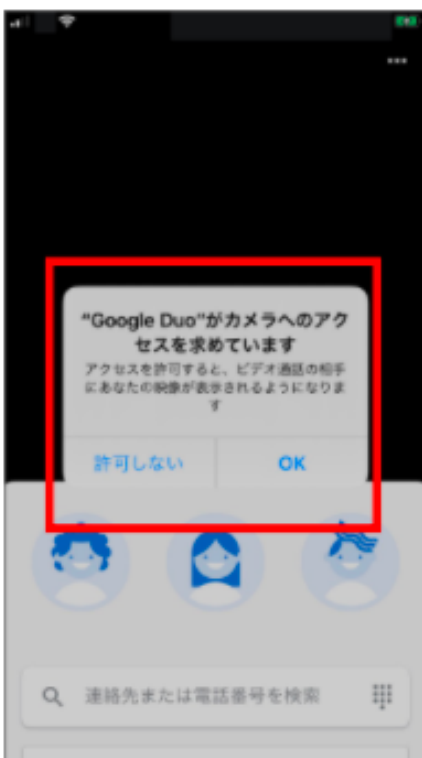 “Google Duo”がカメラへのアク
セスを求めています
アクセスを許可すると、ビデオ通話の相手
にあなたの映像が表示されるようになりま
す
許可しない
OK
連絡先または電話番号を検索